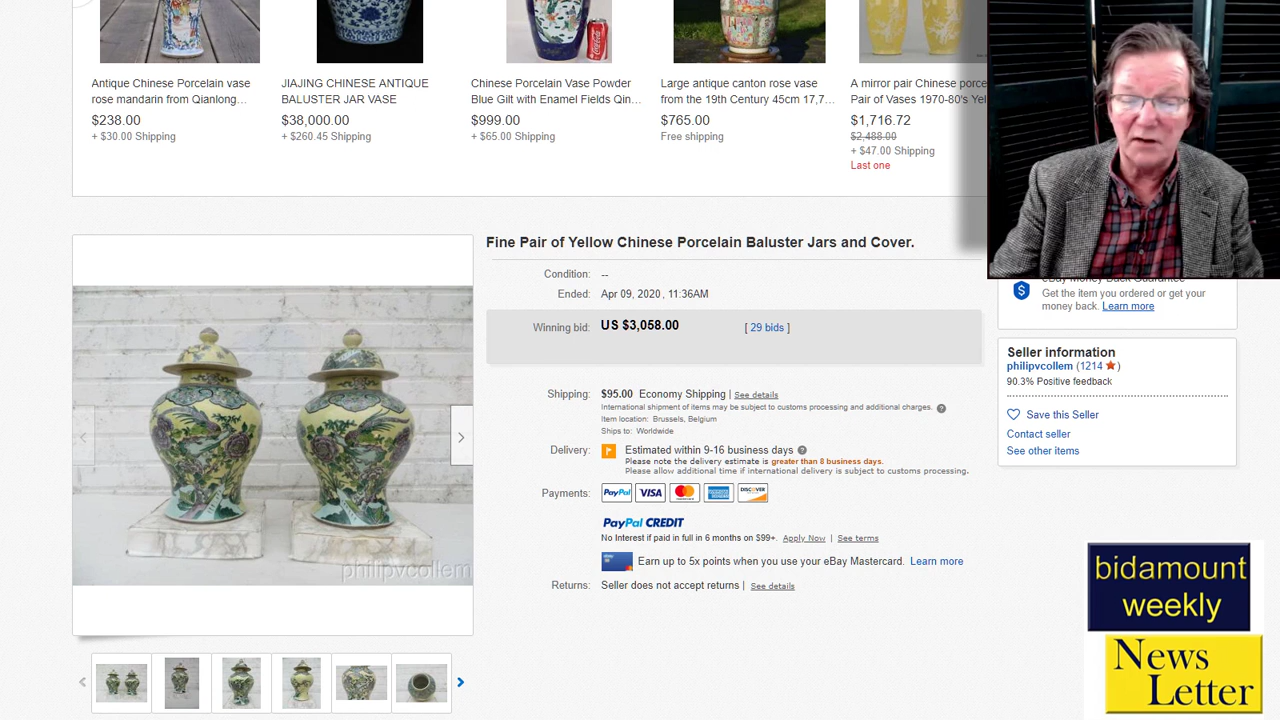 Antique Chinese Porcelain vase
rose mandarin from Qianlong...
$238.00
+ $30.00 Shipping
JIAJING CHINESE ANTIQUE
BALUSTER JAR VASE
$38,000.00
+ $260.45 Shipping
Chinese Porcelain Vase Powder
Blue Gilt with Enamel Fields Qin...
$999.00
+ $65.00 Shipping
Large antique canton rose vase
from the 19th Century 45cm 17,7...
$765.00
Free shipping
A mirror pair Chinese porce
Pair of Vases 1970-80's Yel
$1,716.72
$2,488.00
+ $47.00 Shipping
Last one
Fine Pair of Yellow Chinese Porcelain Baluster Jars and Cover.
Condition: --
Ended: Apr 09, 2020 , 11:36AM
Winning bid: US $3,058.00 [ 29 bids ]
Shipping: $95.00 Economy Shipping | See details
International shipment of items may be subject to customs processing and additional charges.
Item location: Brussels, Belgium
Ships to: Worldwide
Delivery: Estimated within 9-16 business days
Please note the delivery estimate is greater than 8 business days.
Please allow additional time if international delivery is subject to customs processing.
Payments: PayPal VISA MasterCard AMERICAN EXPRESS DISCOVER
PayPal CREDIT
No Interest if paid in full in 6 months on $99+. Apply Now | See terms
Earn up to 5x points when you use your eBay Mastercard. Learn more
Returns: Seller does not accept returns | See details
philipvcollem
eBay Money Back Guarantee
Get the item you ordered or get your
money back. Learn more
Seller information
philipvcollem (1214 )
90.3% Positive feedback
Save this Seller
Contact seller
See other items
bidamount
weekly
News
Letter